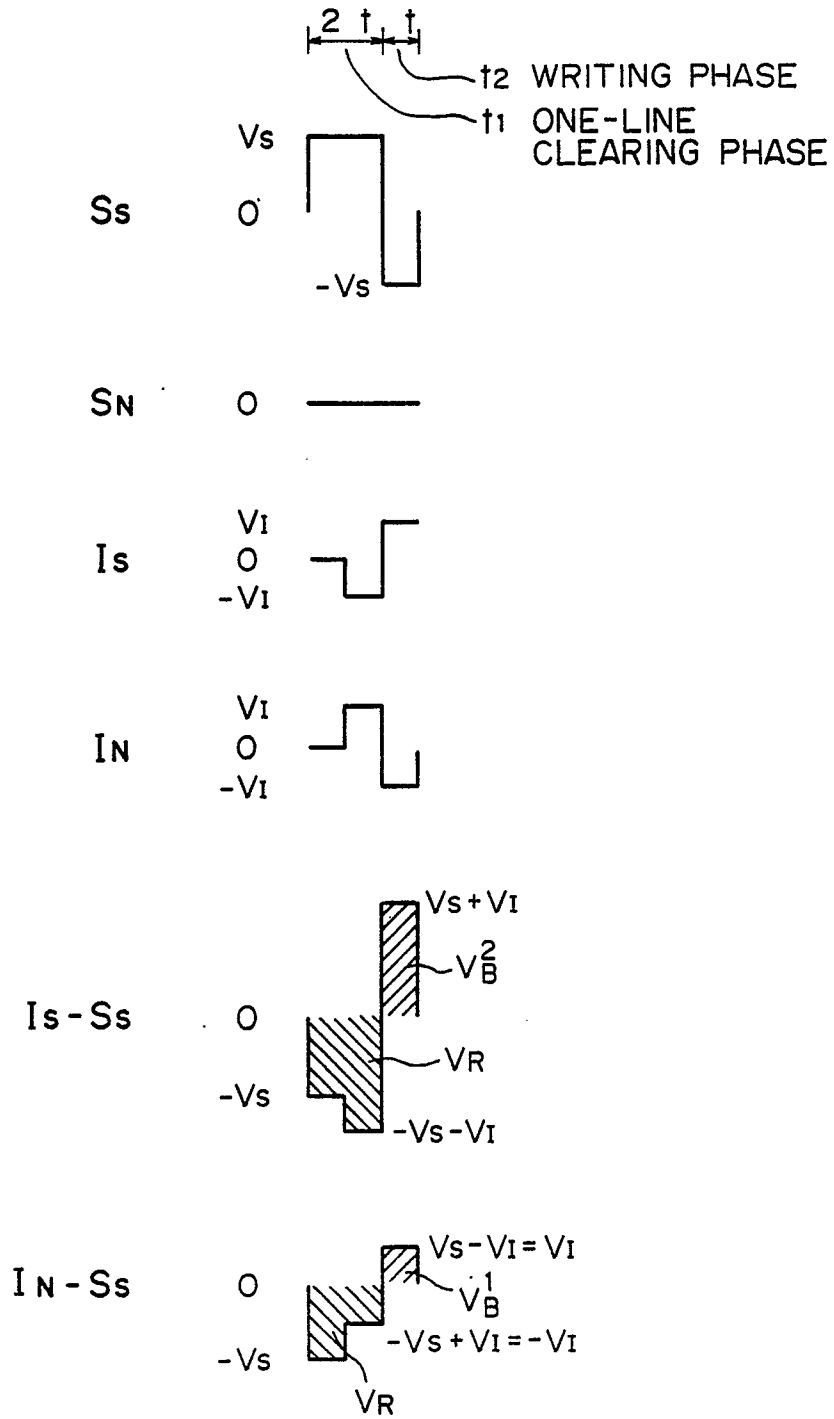 2 t t
t2 WRITING PHASE
t1 ONE-LINE
CLEARING PHASE
Vs
Ss 0
-Vs
SN 0
VI
Is 0
-VI
VI
IN 0
-VI
Vs+VI
V²B
Is-Ss 0
VR
-Vs
-Vs-VI
Vs-VI=VI
IN-Ss 0
V¹B
-Vs+VI=-VI
-Vs
VR